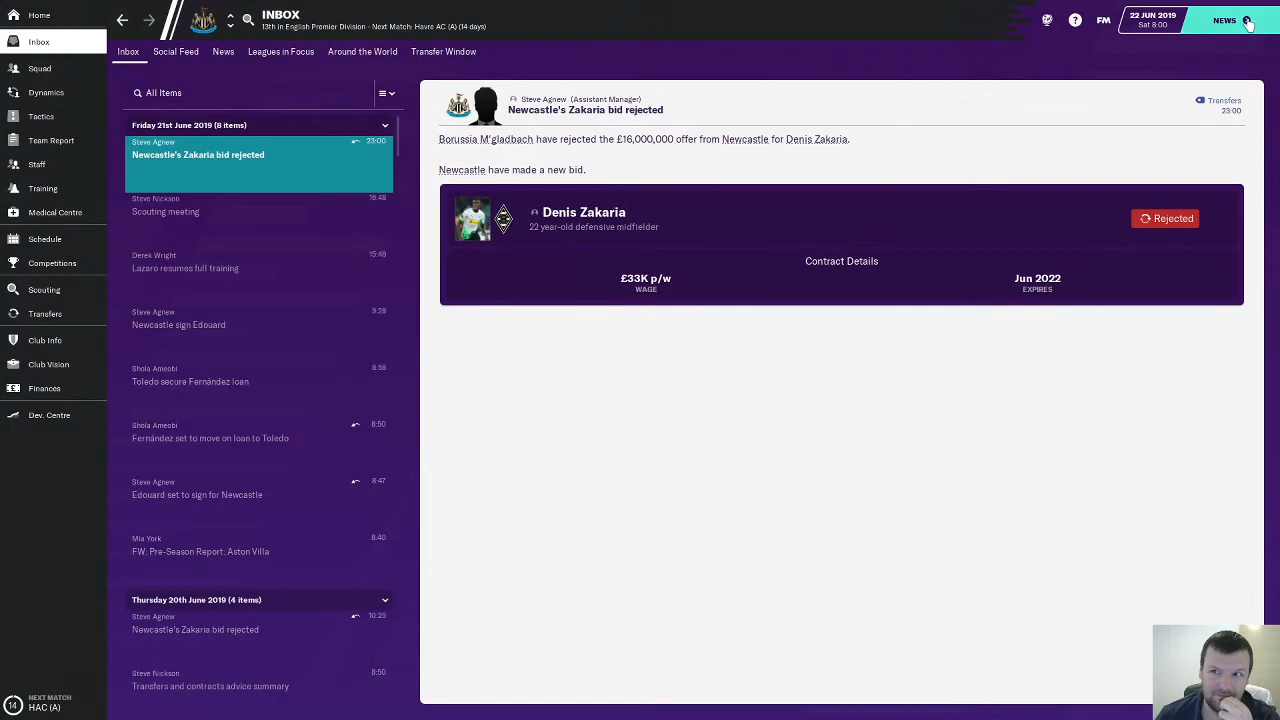 INBOX
13th in English Premier Division - Next Match: Havre AC (A) (14 days)
FM
22 JUN 2019
Sat 8:00
NEWS
Inbox
Social Feed
News
Leagues in Focus
Around the World
Transfer Window
Home
Inbox
Squad
Dynamics
Tactics
Team Report
Staff
Training
Medical Centre
Schedule
Competitions
Scouting
Transfers
Club Info
Club Vision
Finances
Dev. Centre
14
NEXT MATCH
HAC (A)
All Items
Friday 21st June 2019 (8 items)
Steve Agnew 23:00
Newcastle's Zakaria bid rejected
Steve Nickson 16:48
Scouting meeting
Derek Wright 15:48
Lazaro resumes full training
Steve Agnew 9:28
Newcastle sign Edouard
Shola Ameobi 8:58
Toledo secure Fernández loan
Shola Ameobi 8:50
Fernández set to move on loan to Toledo
Steve Agnew 8:47
Edouard set to sign for Newcastle
Mia York 8:40
FW: Pre-Season Report: Aston Villa
Thursday 20th June 2019 (4 items)
Steve Agnew 10:25
Newcastle's Zakaria bid rejected
Steve Nickson 8:50
Transfers and contracts advice summary
Steve Agnew (Assistant Manager)
Newcastle's Zakaria bid rejected
Transfers
23:00
Borussia M'gladbach have rejected the £16,000,000 offer from Newcastle for Denis Zakaria.
Newcastle have made a new bid.
Denis Zakaria
22 year-old defensive midfielder
Rejected
Contract Details
£33K p/w
WAGE
Jun 2022
EXPIRES